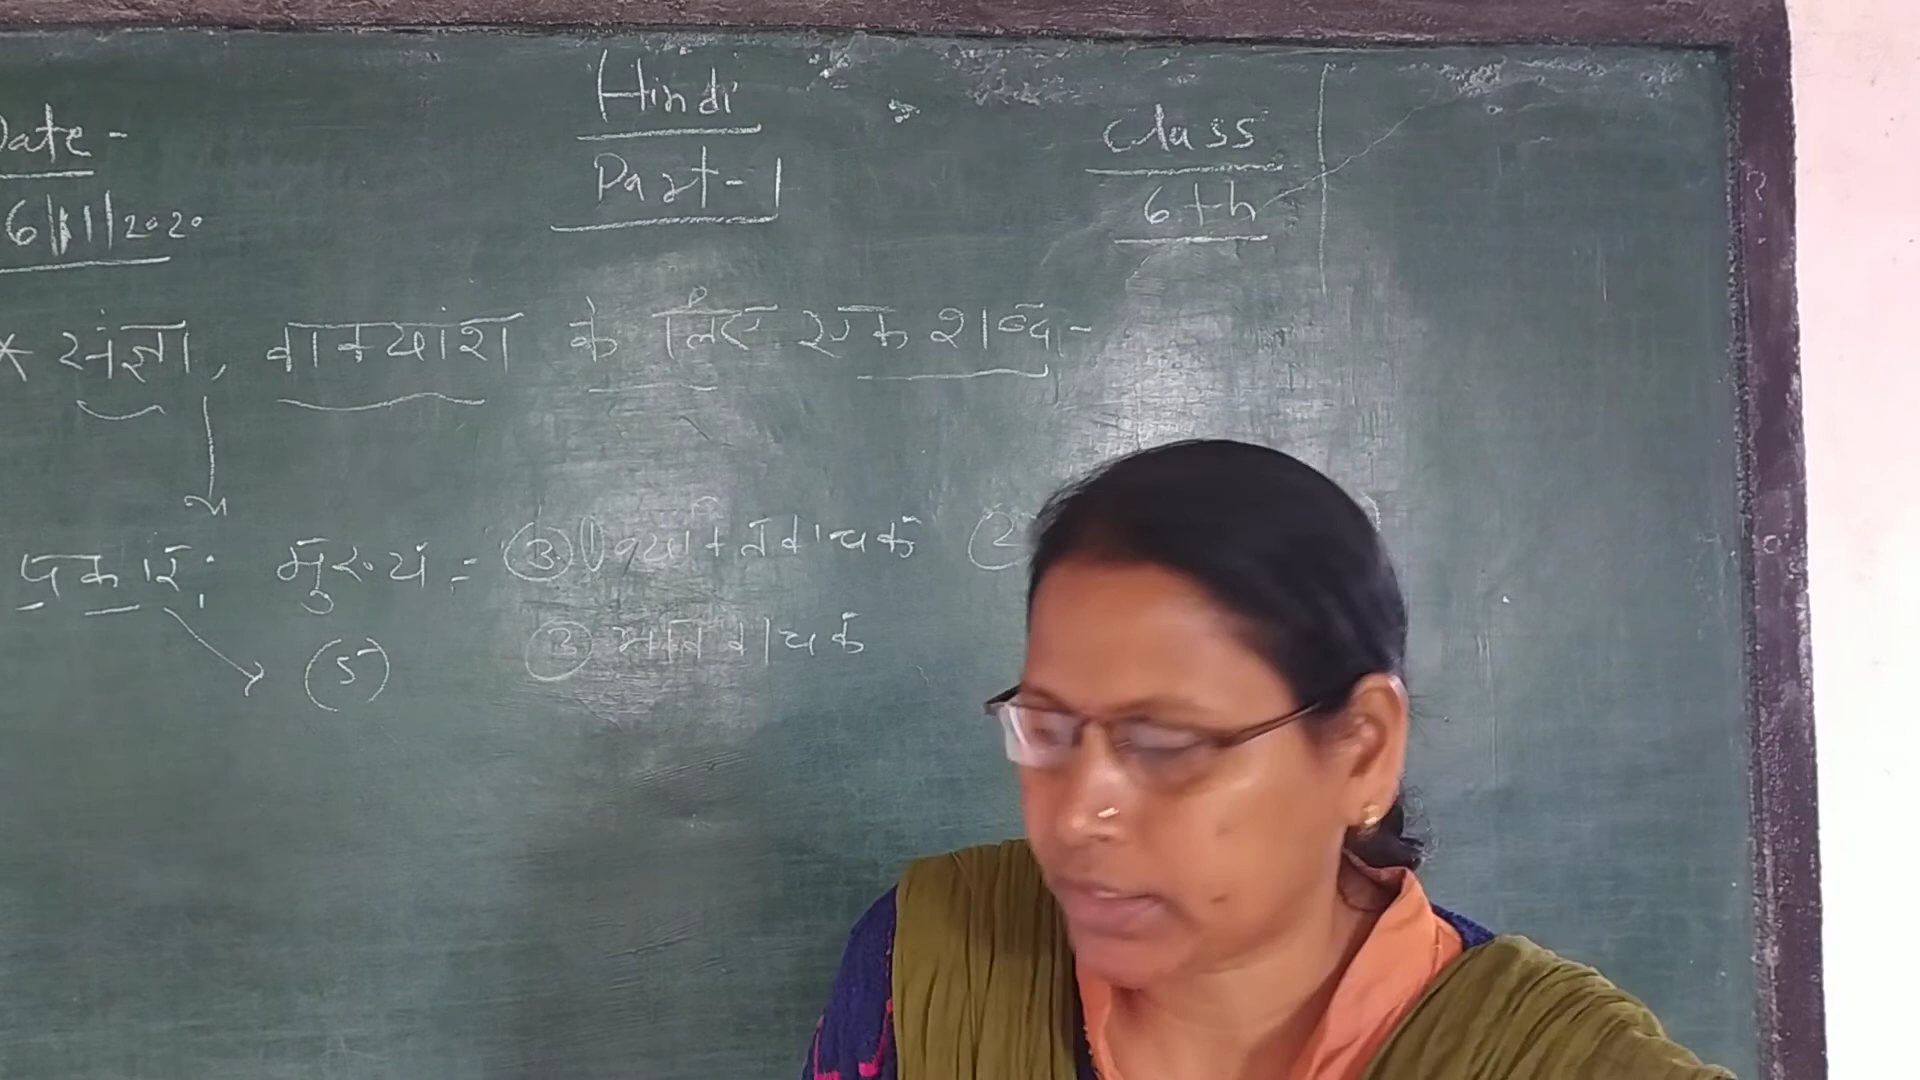 Date -
Hindi
Class
Part-1
6th
6|11|2020
* संज्ञा, वाक्यांश के लिए एक शब्द-
प्रकार: मुख्य = (3) व्यक्तिवाचक (2)
(5) (3) भाववाचक